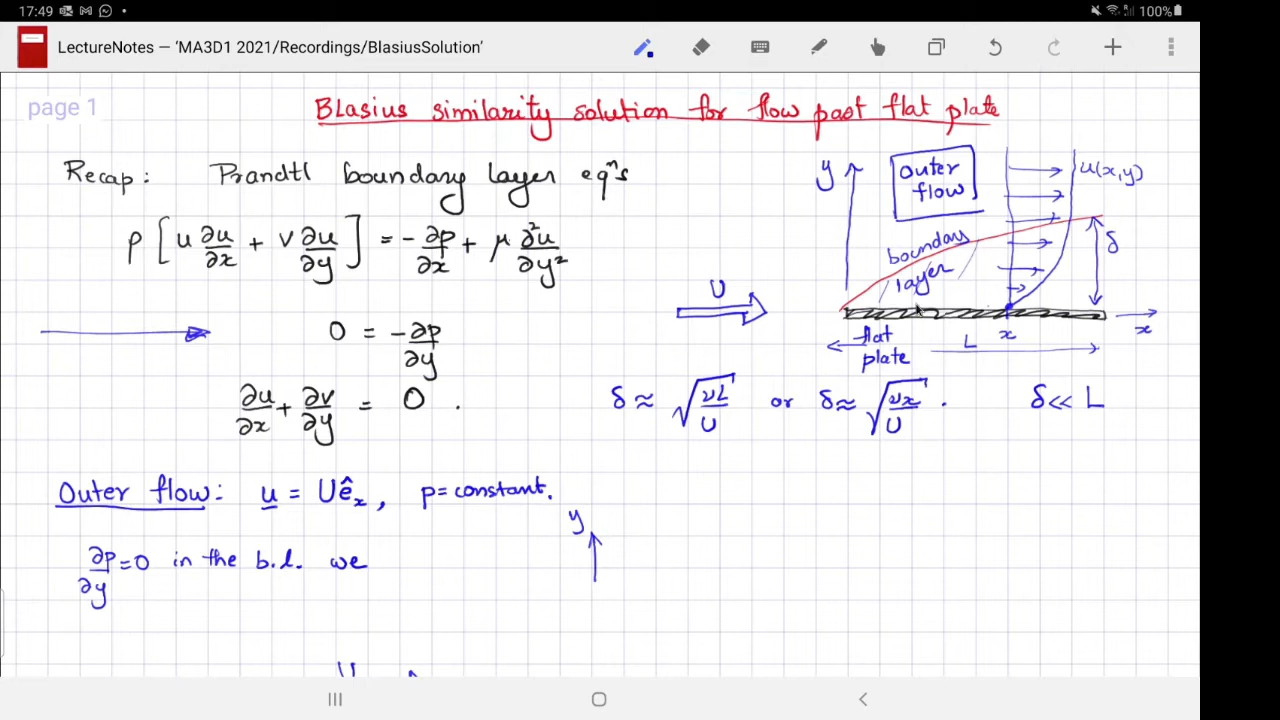 17:49
100%
LectureNotes — ‘MA3D1 2021/Recordings/BlasiusSolution’
page 1
Blasius similarity solution for flow past flat plate
Recap: Prandtl boundary layer eqⁿs
ρ [u ∂u/∂x + v ∂u/∂y] = -∂p/∂x + μ ∂²u/∂y²
0 = -∂p/∂y
∂u/∂x + ∂v/∂y = 0 .
y
outer
flow
u(x,y)
boundary
layer
δ
U
flat
plate
L
x
x
δ ≈ √(νL/U) or δ ≈ √(νx/U) . δ << L
Outer flow: u = Uêₓ, p = constant.
y
∂p/∂y = 0 in the b.l. we
U